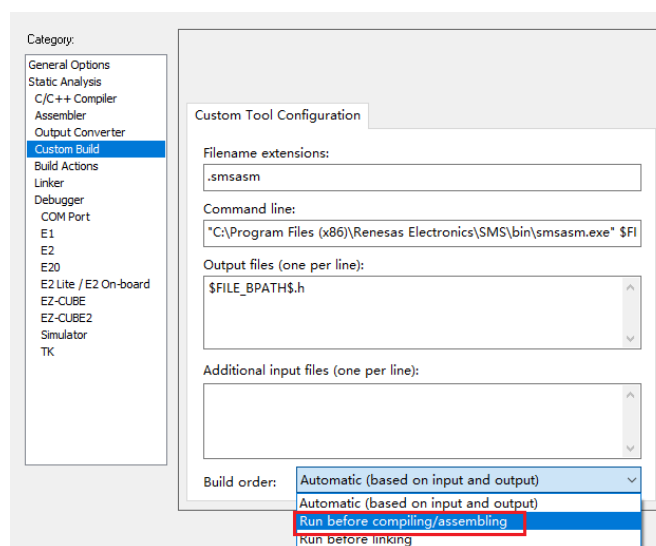 Category:
General Options
Static Analysis
C/C++ Compiler
Assembler
Output Converter
Custom Build
Build Actions
Linker
Debugger
COM Port
E1
E2
E20
E2 Lite / E2 On-board
EZ-CUBE
EZ-CUBE2
Simulator
TK
Custom Tool Configuration
Filename extensions:
.smsasm
Command line:
"C:\Program Files (x86)\Renesas Electronics\SMS\bin\smsasm.exe" $FI
Output files (one per line):
$FILE_BPATH$.h
Additional input files (one per line):
Build order:
Automatic (based on input and output)
Automatic (based on input and output)
Run before compiling/assembling
Run before linking